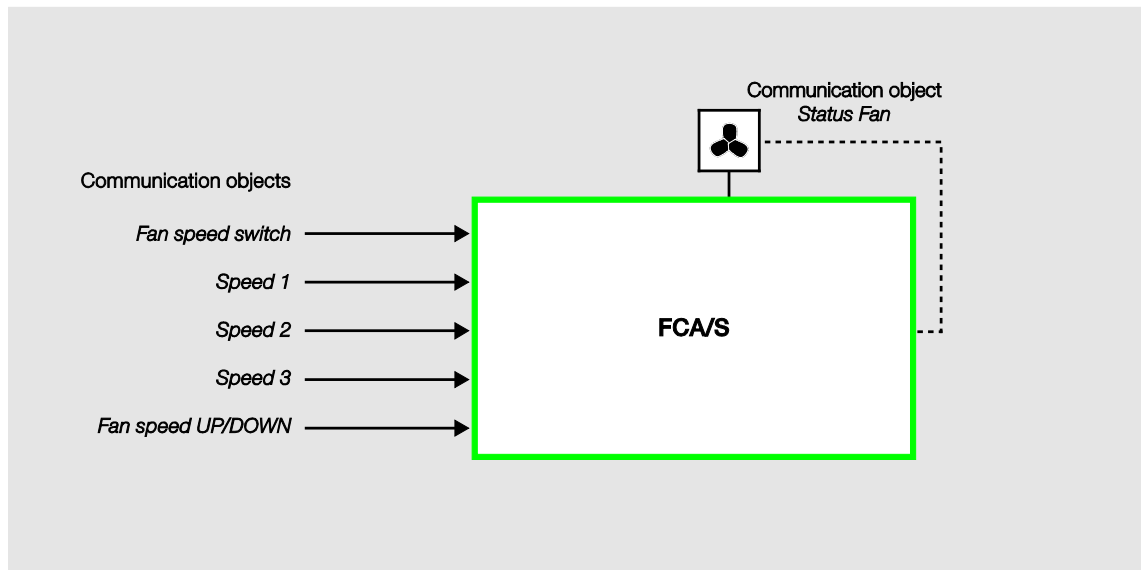 Communication object
Status Fan
Communication objects
Fan speed switch
Speed 1
Speed 2
Speed 3
Fan speed UP/DOWN
FCA/S